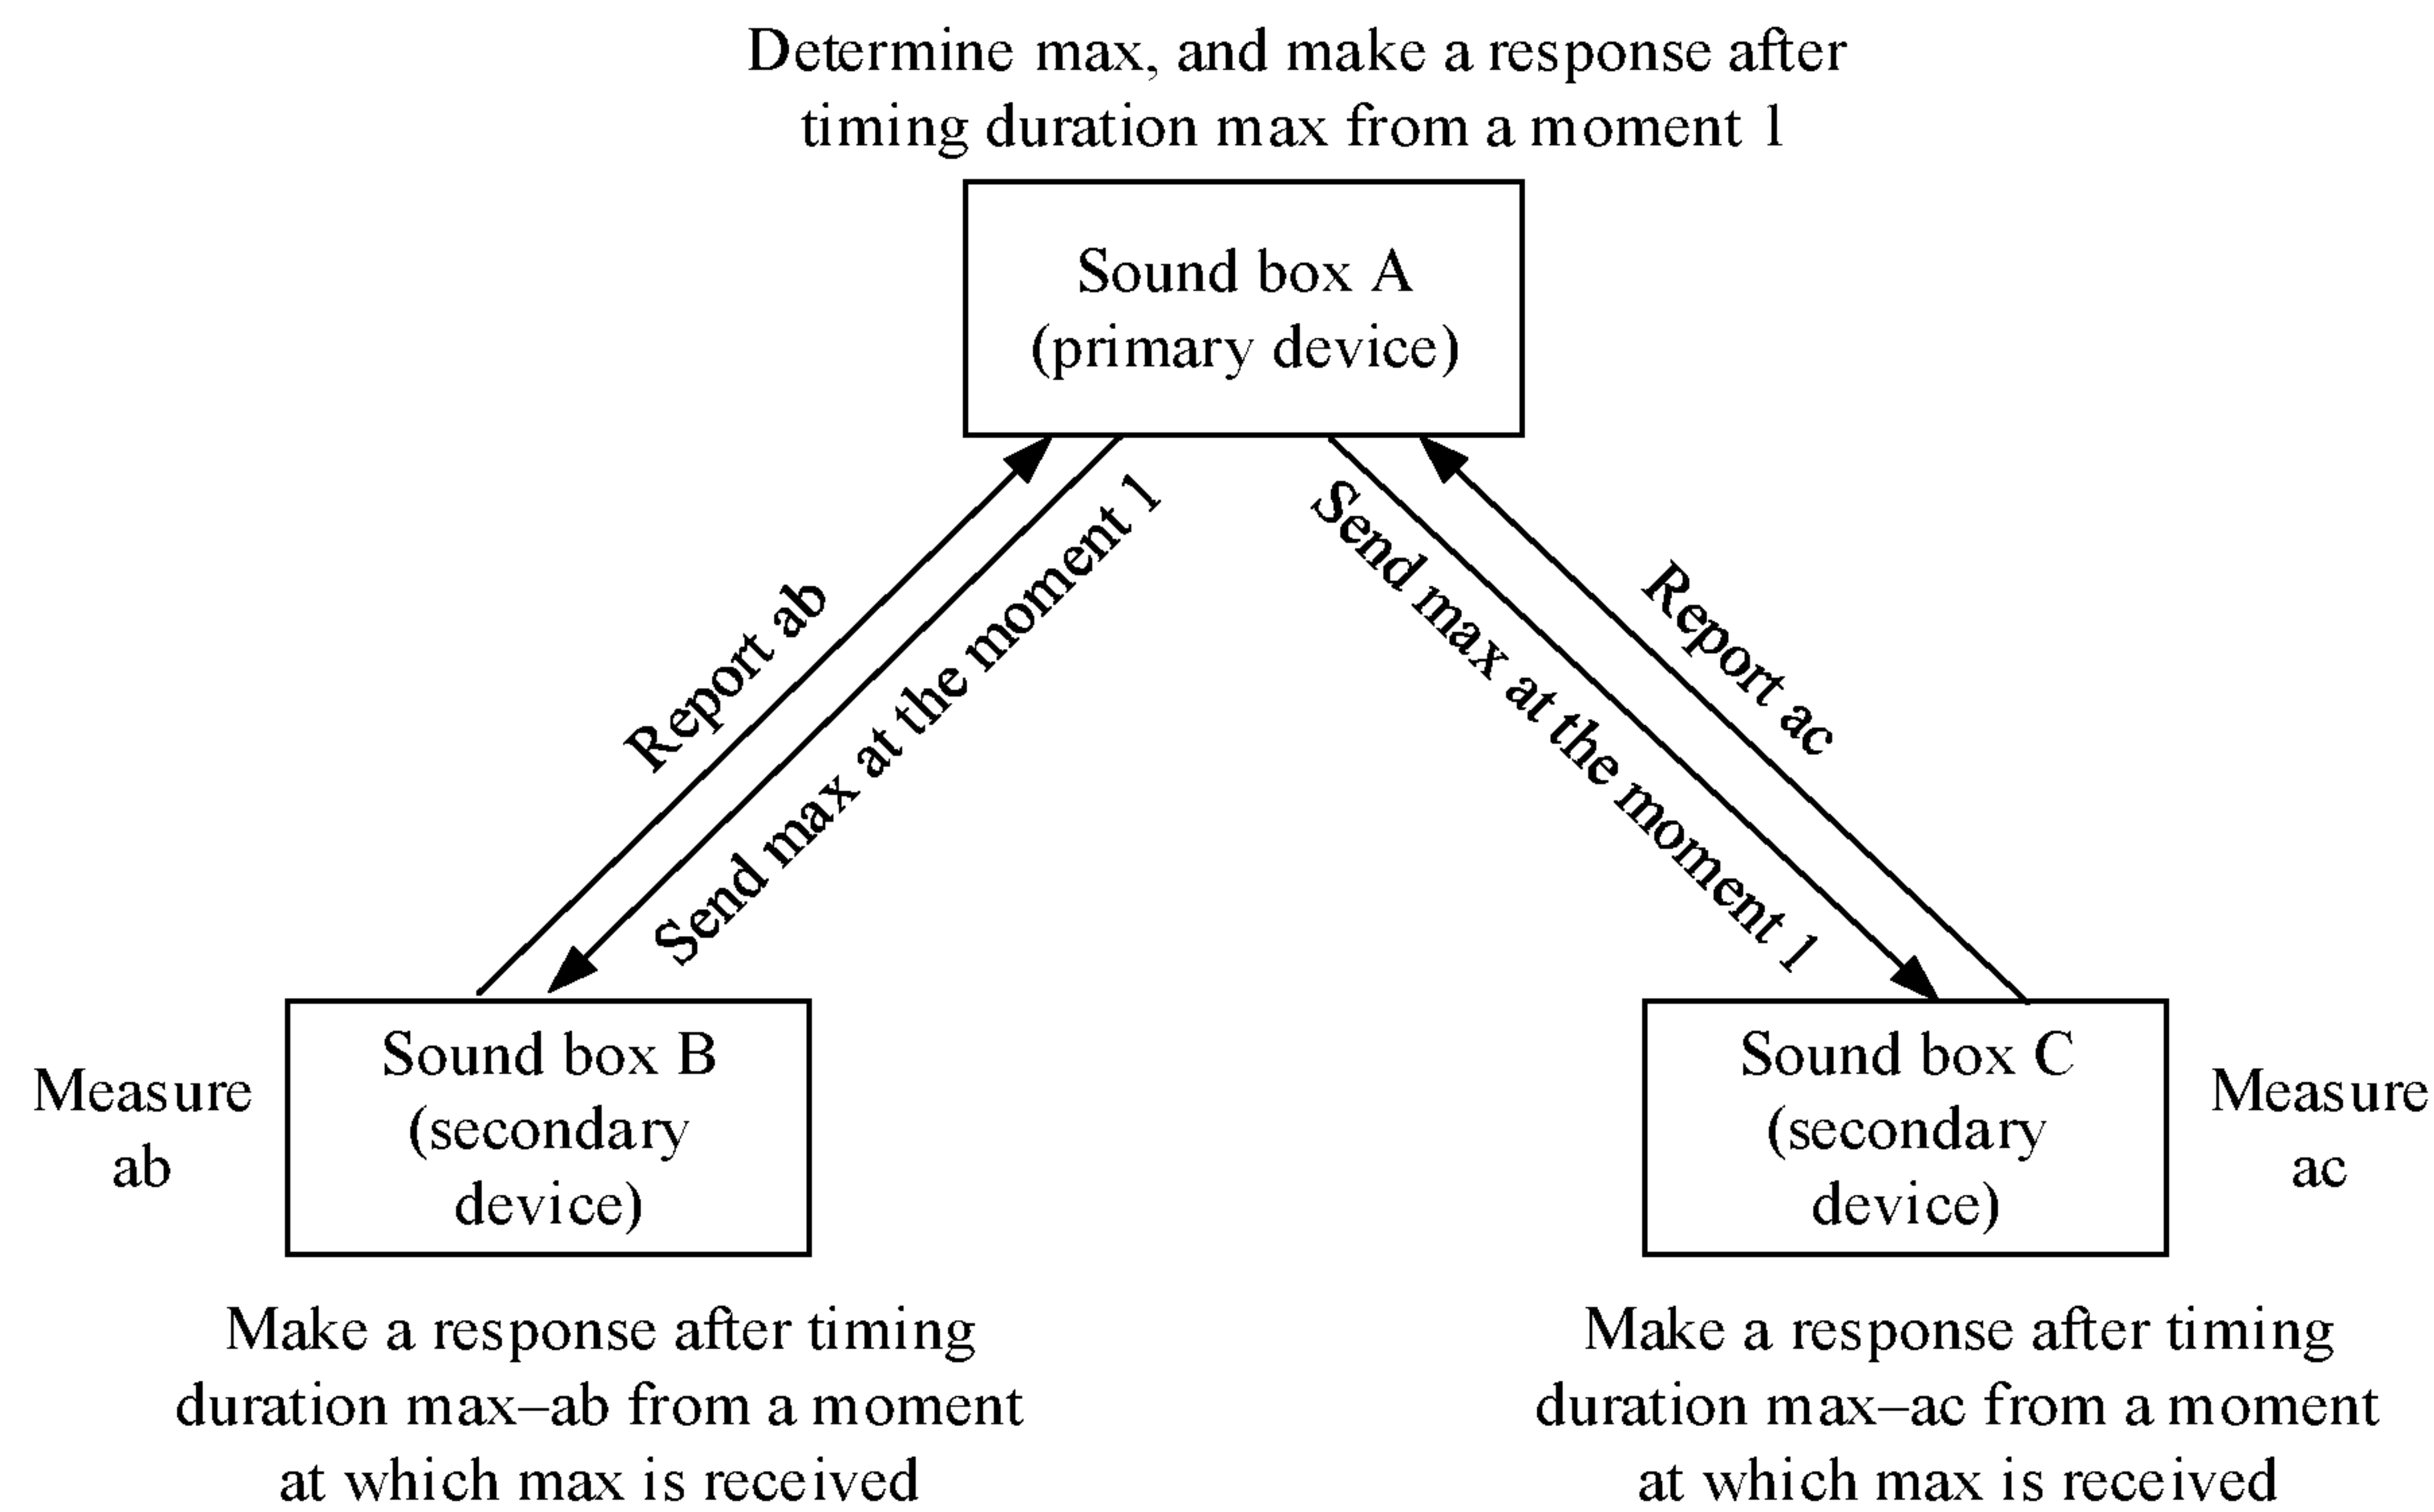 Determine max, and make a response after
timing duration max from a moment 1
Sound box A
(primary device)
Report ab
Send max at the moment 1
Send max at the moment 1
Report ac
Measure
ab
Sound box B
(secondary
device)
Sound box C
(secondary
device)
Measure
ac
Make a response after timing
duration max–ab from a moment
at which max is received
Make a response after timing
duration max–ac from a moment
at which max is received